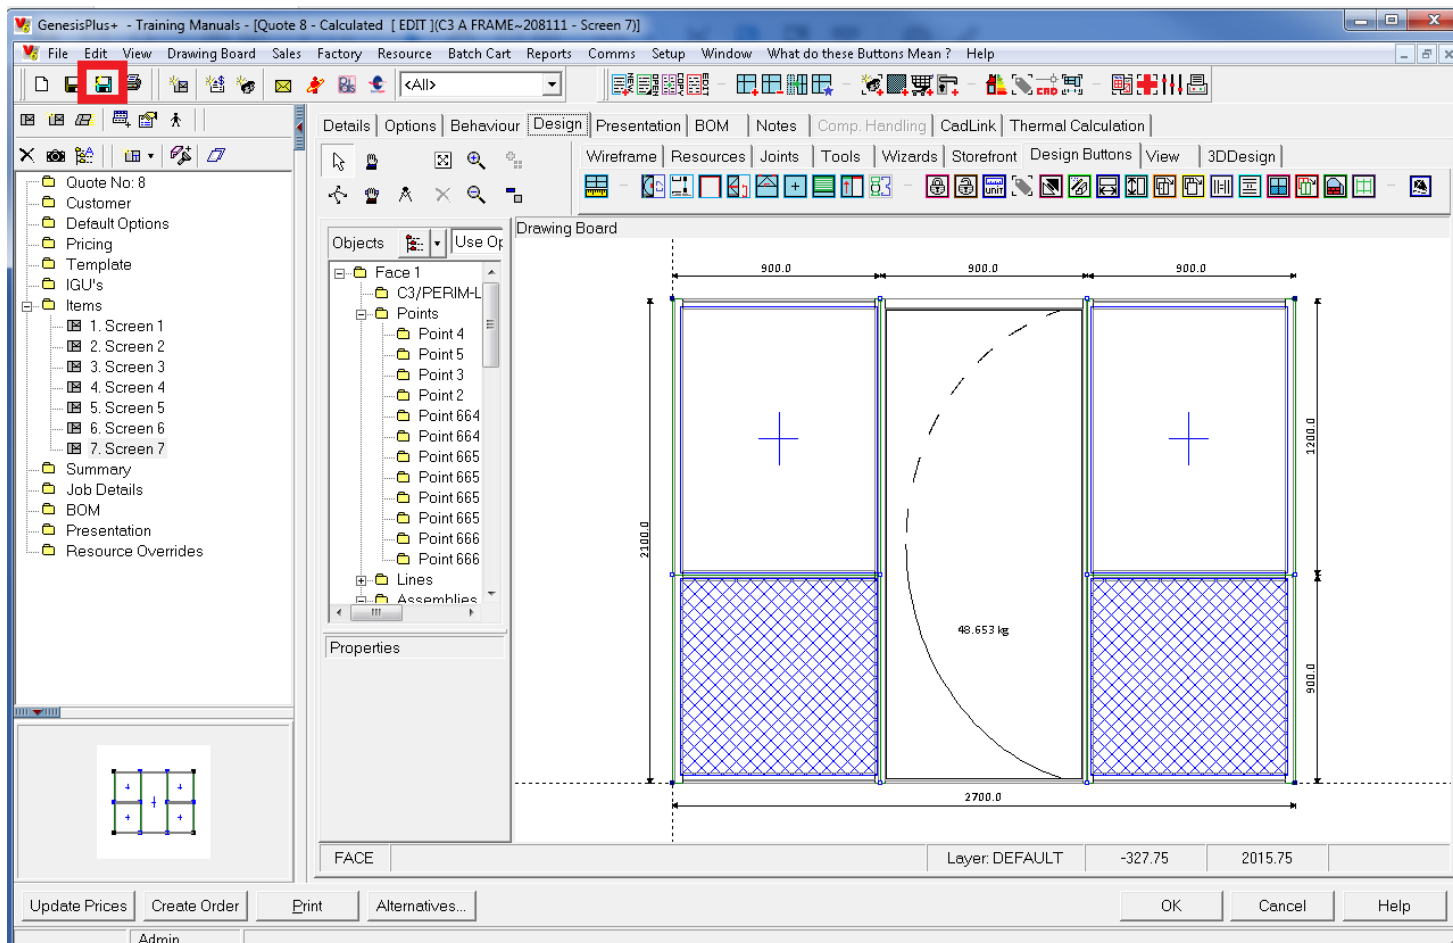 GenesisPlus+ - Training Manuals - [Quote 8 - Calculated [ EDIT ](C3 A FRAME~208111 - Screen 7)]
File Edit View Drawing Board Sales Factory Resource Batch Cart Reports Comms Setup Window What do these Buttons Mean ? Help
<All>
Details Options Behaviour Design Presentation BOM Notes Comp. Handling CadLink Thermal Calculation
Wireframe Resources Joints Tools Wizards Storefront Design Buttons View 3DDesign
Quote No: 8
Customer
Default Options
Pricing
Template
IGU's
Items
1. Screen 1
2. Screen 2
3. Screen 3
4. Screen 4
5. Screen 5
6. Screen 6
7. Screen 7
Summary
Job Details
BOM
Presentation
Resource Overrides
Objects
Use Op
Face 1
C3/PERIM-L
Points
Point 4
Point 5
Point 3
Point 2
Point 664
Point 664
Point 665
Point 665
Point 665
Point 665
Point 666
Point 666
Lines
Assemblies
Properties
Drawing Board
900.0 900.0 900.0
2100.0
1200.0
48.653 kg
900.0
2700.0
FACE Layer: DEFAULT -327.75 2015.75
Update Prices Create Order Print Alternatives... OK Cancel Help
Admin